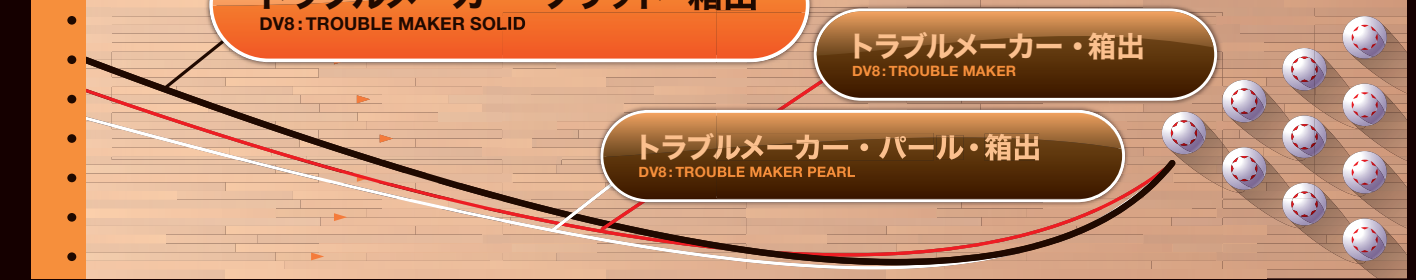 DV8:TROUBLE MAKER SOLID
トラブルメーカー・箱出
DV8:TROUBLE MAKER
トラブルメーカー・パール・箱出
DV8:TROUBLE MAKER PEARL